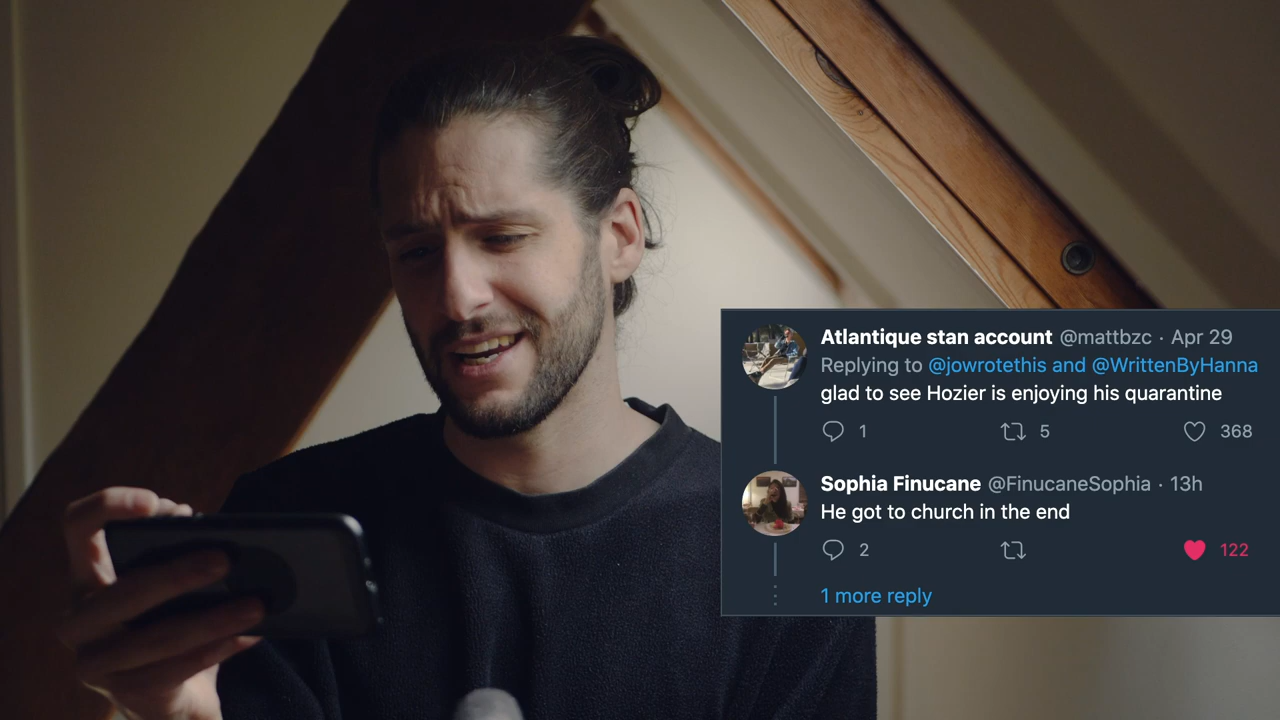 Atlantique stan account @mattbzc · Apr 29
Replying to @jowrotethis and @WrittenByHanna
glad to see Hozier is enjoying his quarantine
1 5 368
Sophia Finucane @FinucaneSophia · 13h
He got to church in the end
2 122
1 more reply